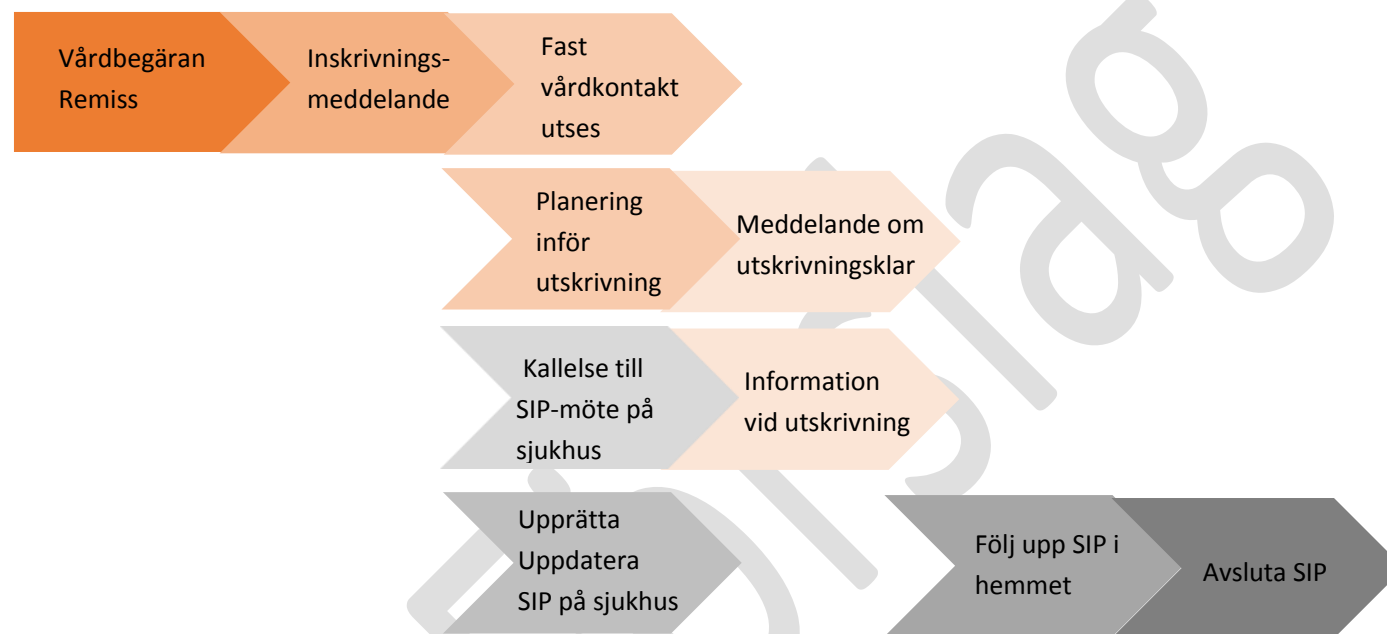 Vårdbegäran
Remiss
Inskrivnings-
meddelande
Fast
vårdkontakt
utses
Planering
inför
utskrivning
Meddelande om
utskrivningsklar
Kallelse till
SIP-möte på
sjukhus
Information
vid utskrivning
Upprätta
Uppdatera
SIP på sjukhus
Följ upp SIP i
hemmet
Avsluta SIP